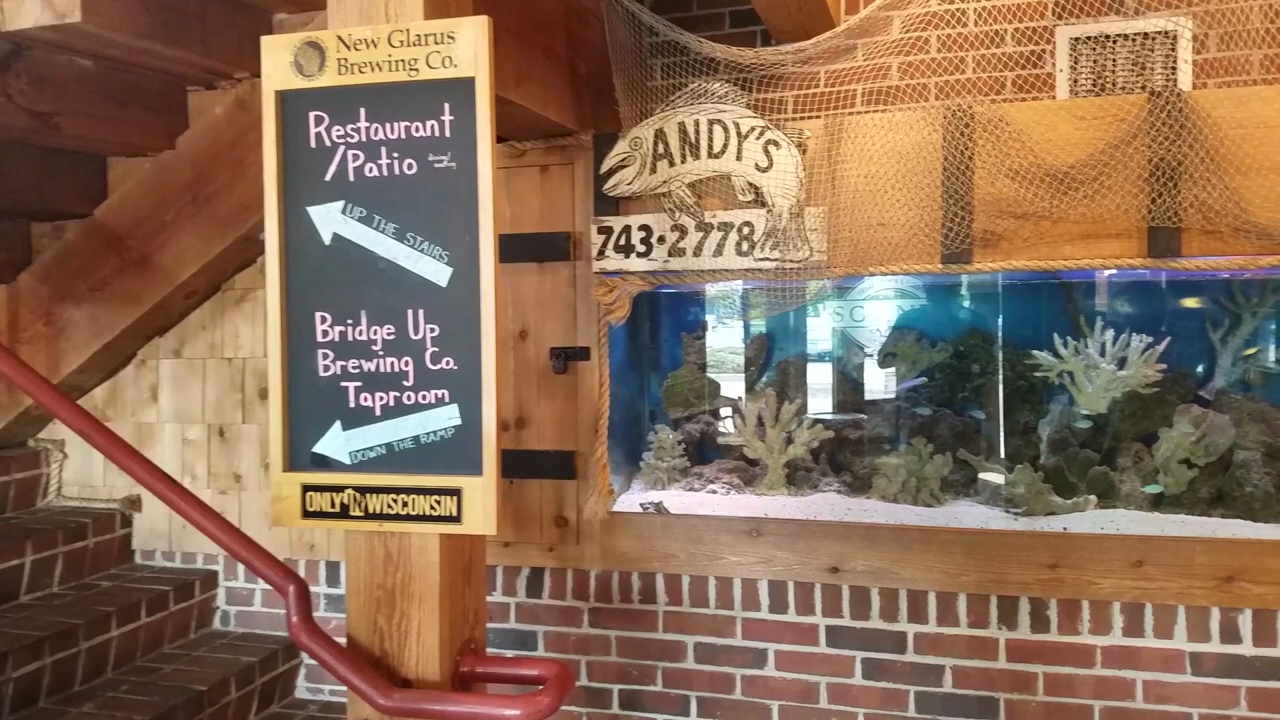 New Glarus
Brewing Co.
Restaurant
/Patio
UP THE STAIRS
Bridge Up
Brewing Co.
Taproom
DOWN THE RAMP
ONLY IN WISCONSIN
ANDY'S
743•2778